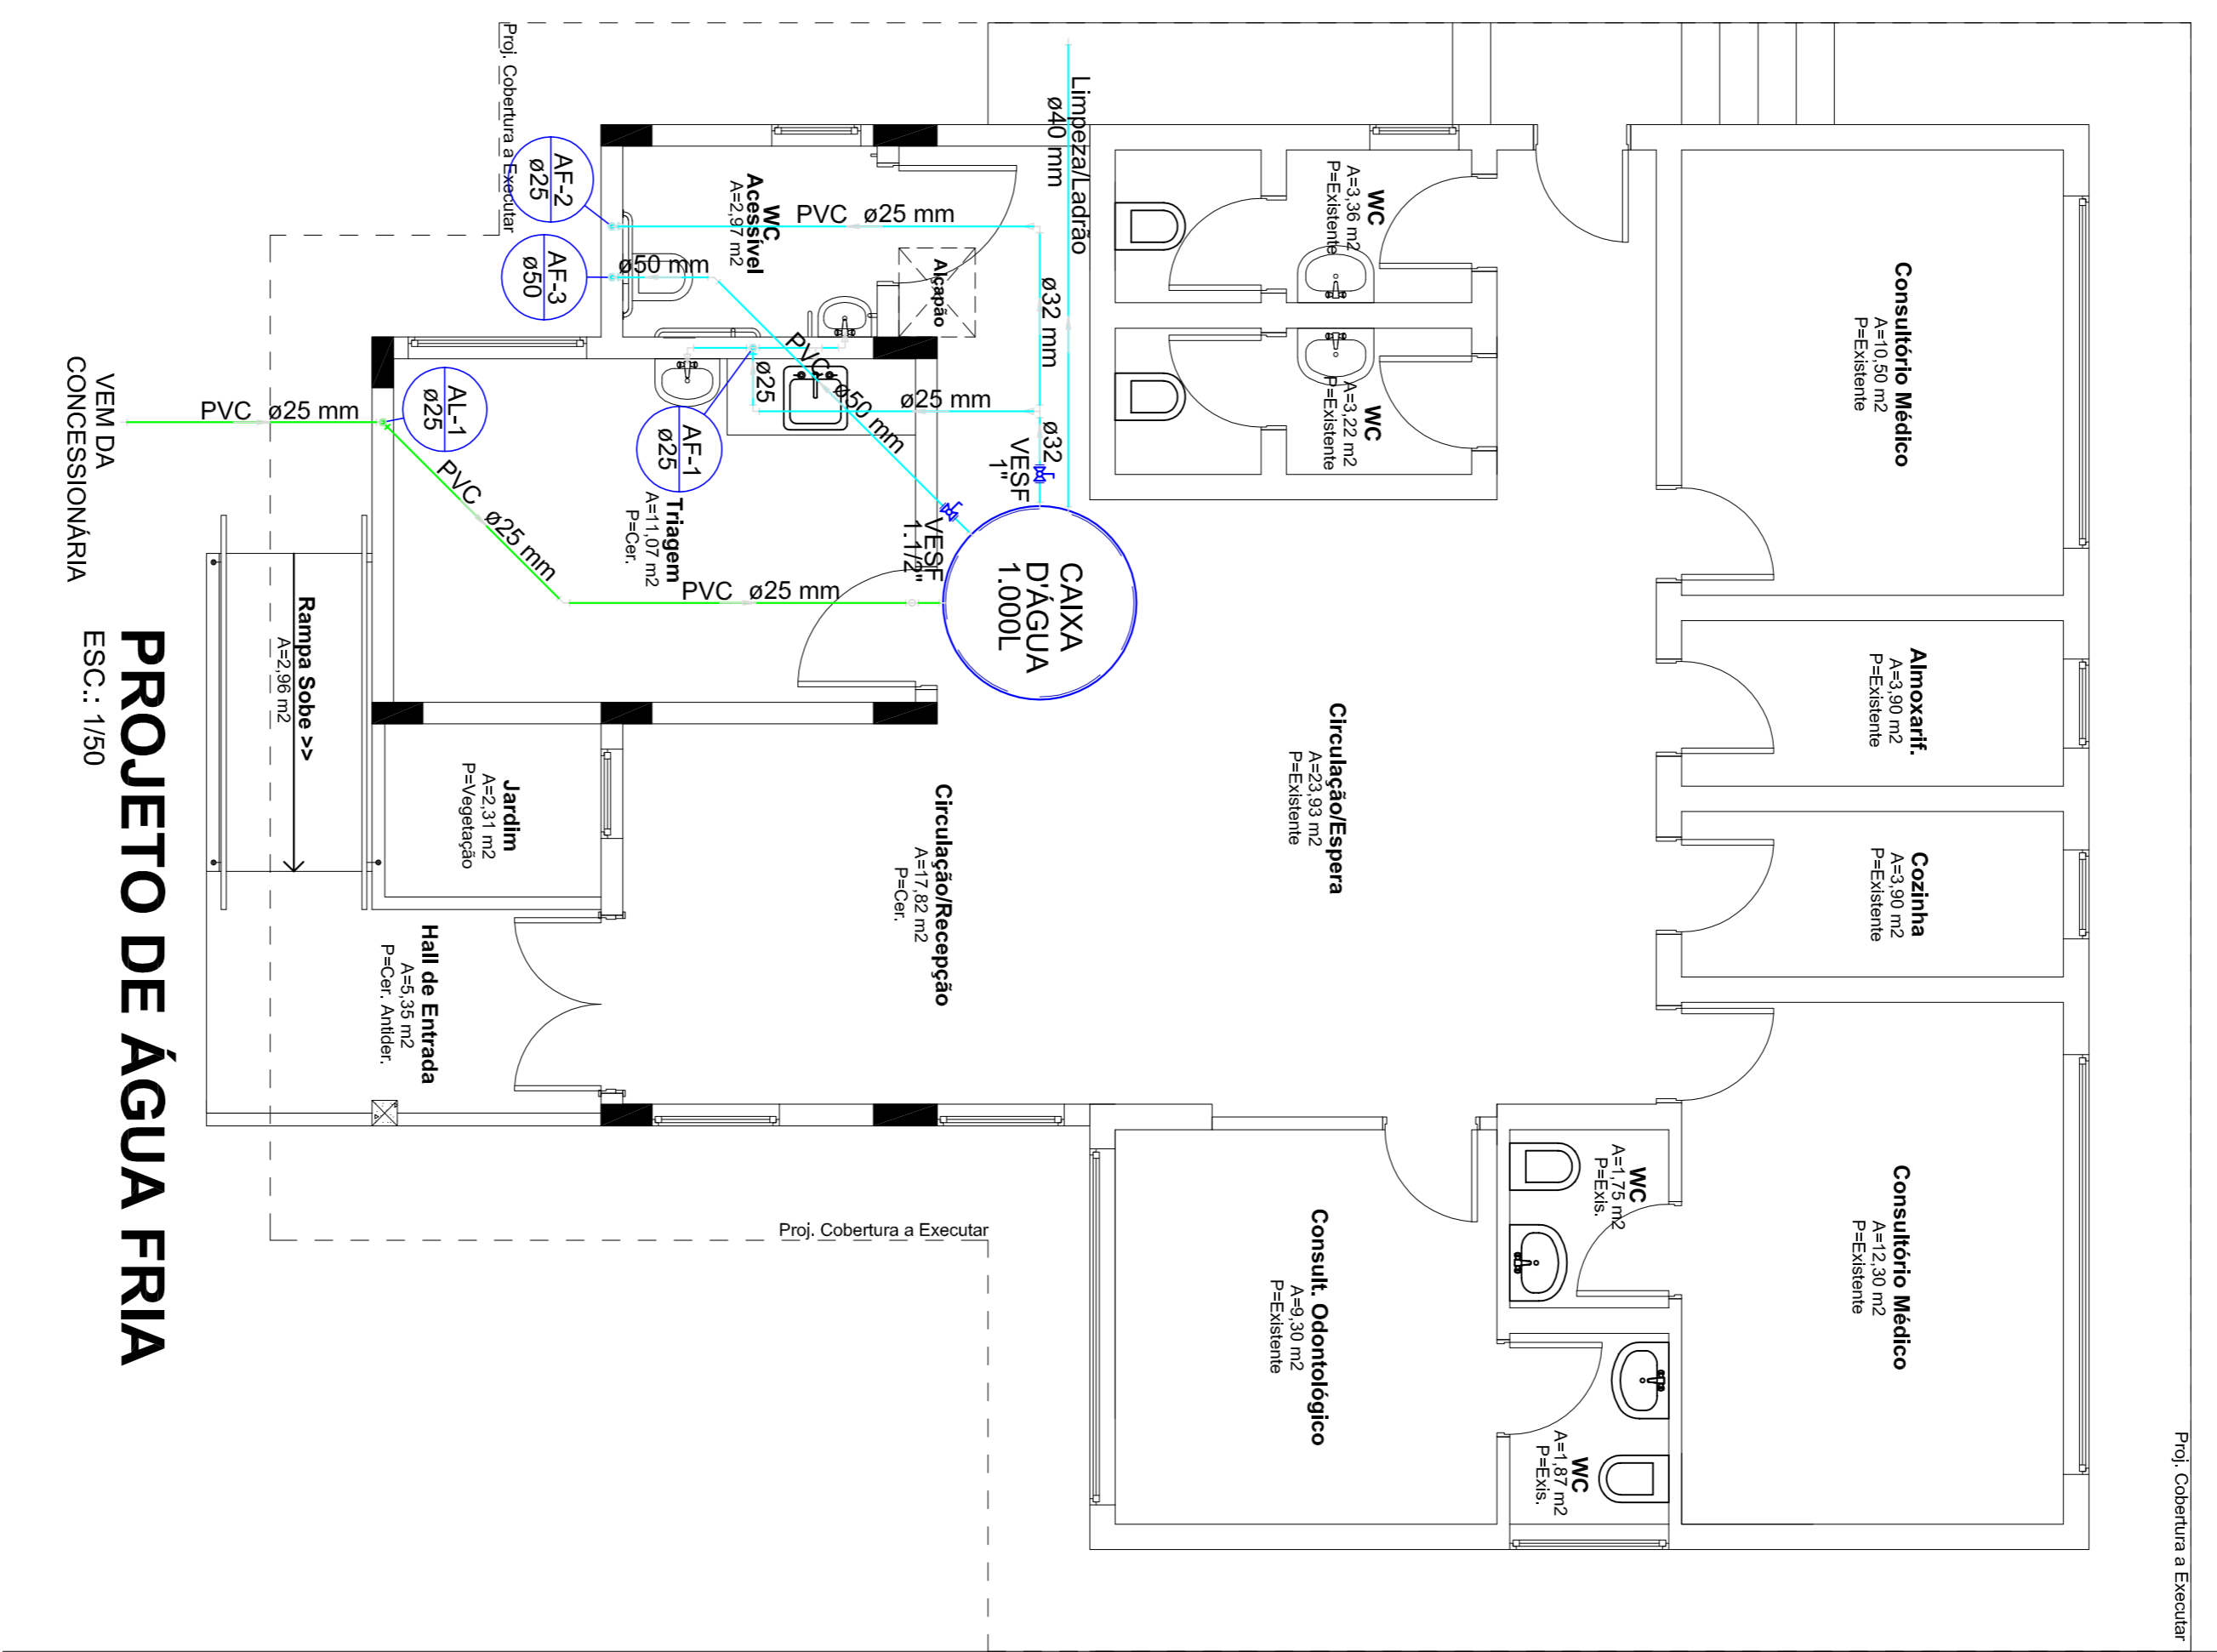 Proj. Cobertura a Executar
Consultório Médico
A=10,50 m2
P=Existente
Almoxarif.
A=3,90 m2
P=Existente
Cozinha
A=3,90 m2
P=Existente
Consultório Médico
A=12,30 m2
P=Existente
WC
A=3,36 m2
P=Existente
WC
A=3,22 m2
P=Existente
WC
A=1,75 m2
P=Exis.
WC
A=1,87 m2
P=Exis.
Circulação/Espera
A=23,93 m2
P=Existente
Consult. Odontológico
A=9,30 m2
P=Existente
Limpeza/Ladrão
ø40 mm
ø32 mm
ø32
VESF
1"
CAIXA
D'ÁGUA
1.000L
VESF
1.1/2"
Alçapão
Circulação/Recepção
A=17,82 m2
P=Cer.
PVC ø25 mm
ø25 mm
PVC ø50 mm
ø50 mm
ø25
PVC ø25 mm
WC
Acessível
A=2,97 m2
Triagem
A=11,07 m2
P=Cer.
AF-1
ø25
AF-2
ø25
AF-3
ø50
Proj. Cobertura a Executar
AL-1
ø25
PVC ø25 mm
PVC ø25 mm
Jardim
A=2,31 m2
P=Vegetação
Hall de Entrada
A=5,35 m2
P=Cer. Antider.
Rampa Sobe >>
A=2,96 m2
Proj. Cobertura a Executar
VEM DA
CONCESSIONÁRIA
PROJETO DE ÁGUA FRIA
ESC.: 1/50